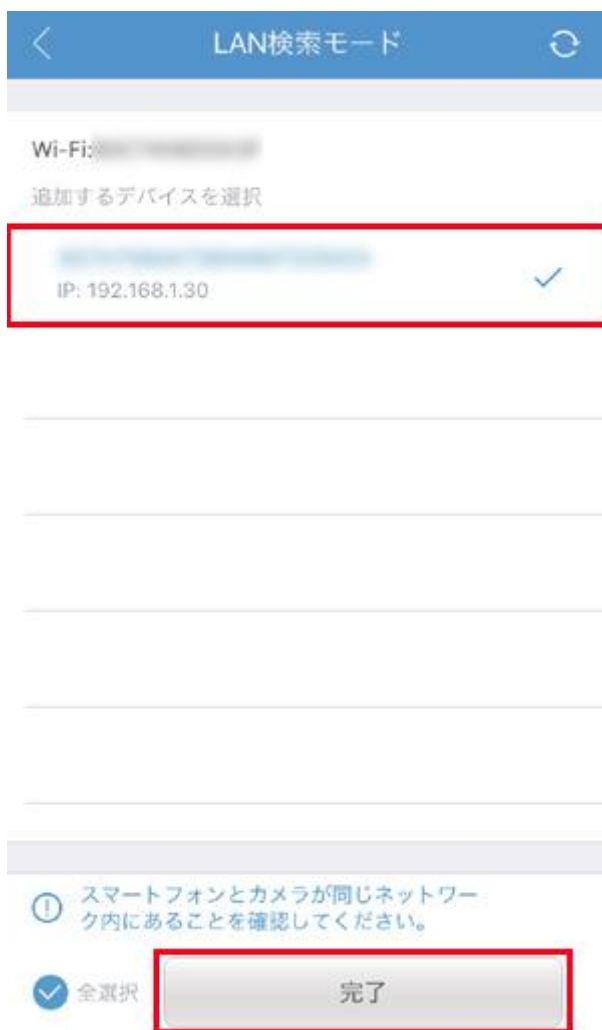 LAN検索モード
Wi-Fi:
追加するデバイスを選択
IP: 192.168.1.30
スマートフォンとカメラが同じネットワー
ク内にあることを確認してください。
全選択
完了